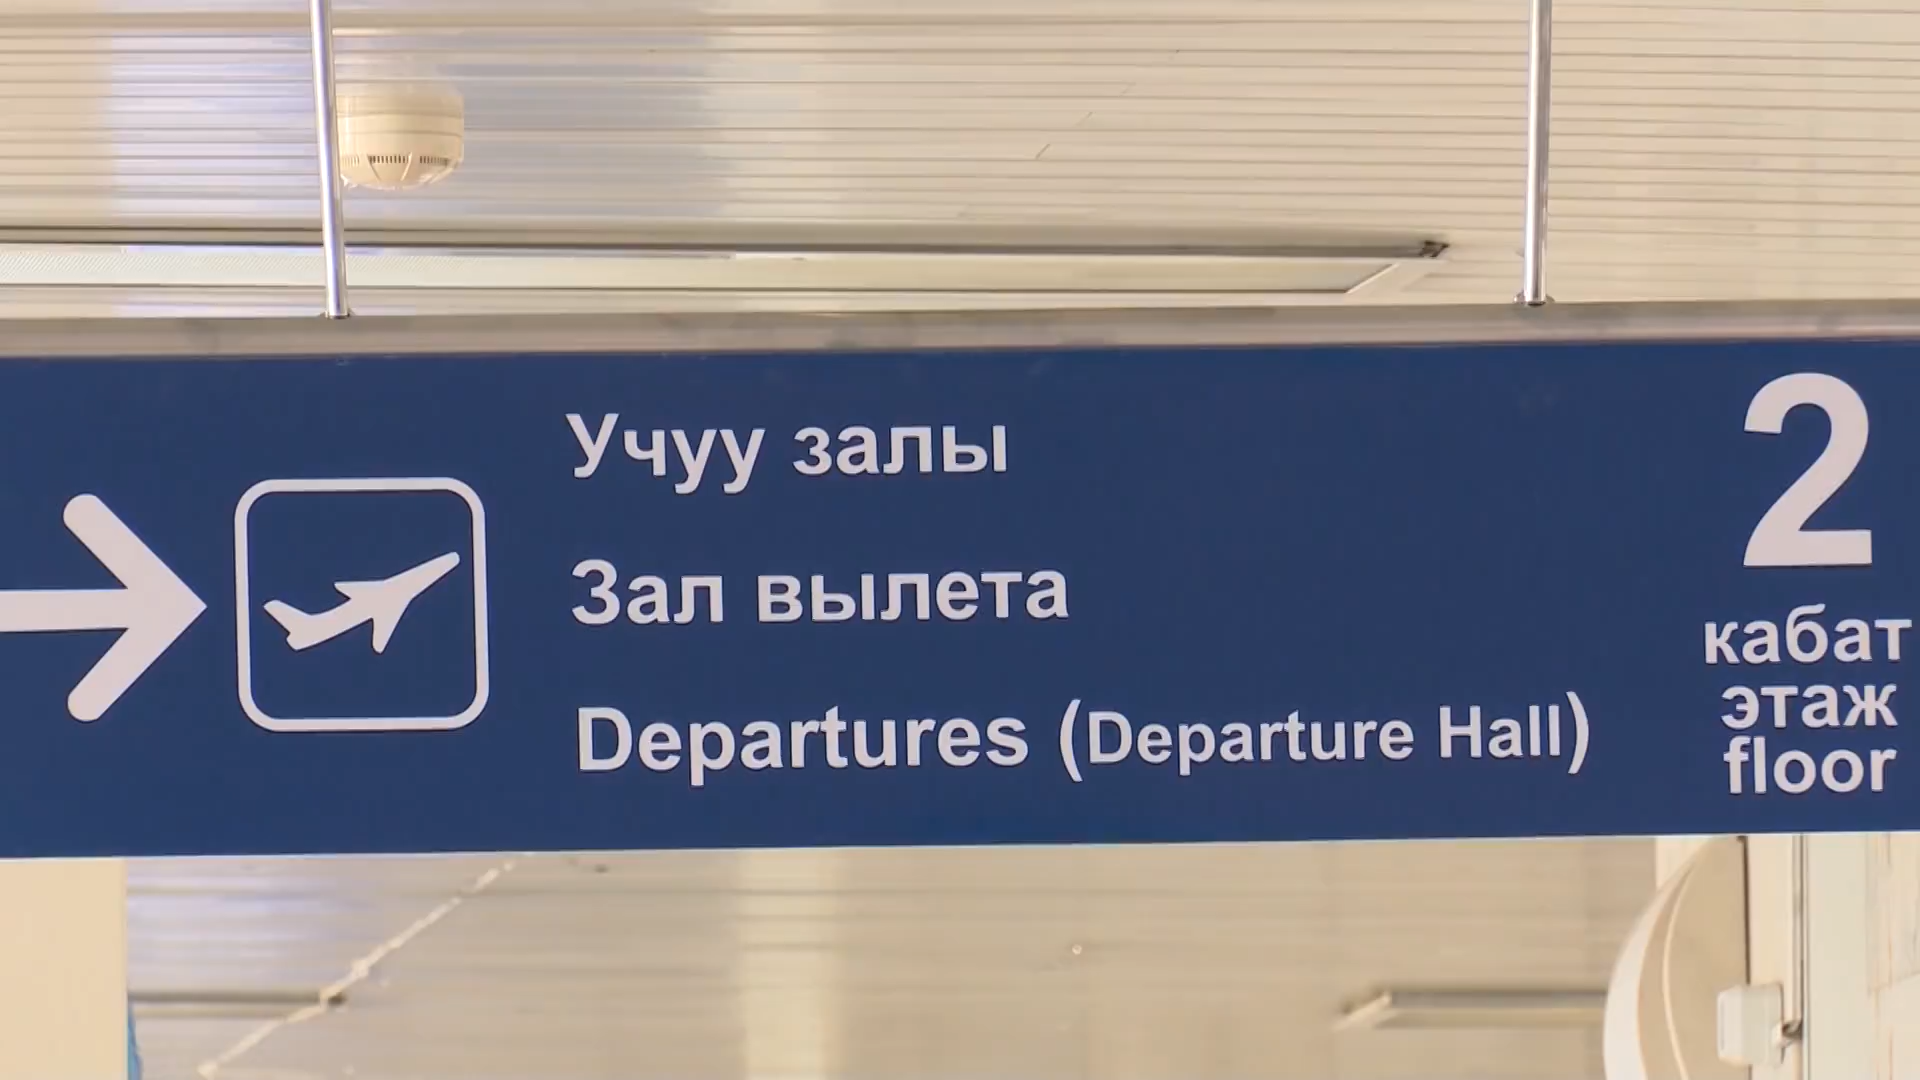 Учуу залы
Зал вылета
Departures (Departure Hall)
2
кабат
этаж
floor